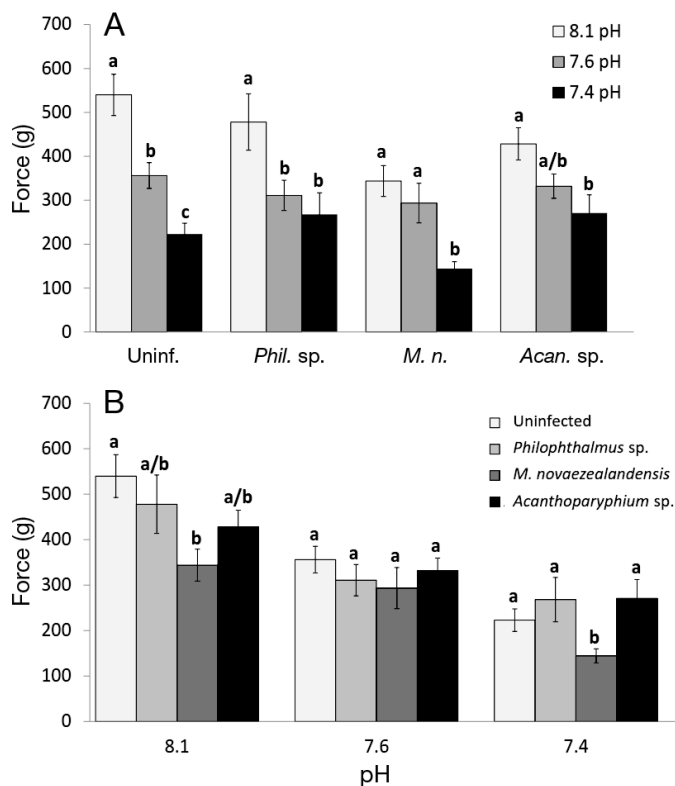 A
700
600
500
400
300
200
100
0
Force (g)
8.1 pH
7.6 pH
7.4 pH
a b c
a b b
a a b
a a/b b
Uninf. Phil. sp. M. n. Acan. sp.
B
700
600
500
400
300
200
100
0
Force (g)
Uninfected
Philophthalmus sp.
M. novaezealandensis
Acanthoparyphium sp.
a a/b b a/b
a a a a
a a b a
8.1 7.6 7.4
pH